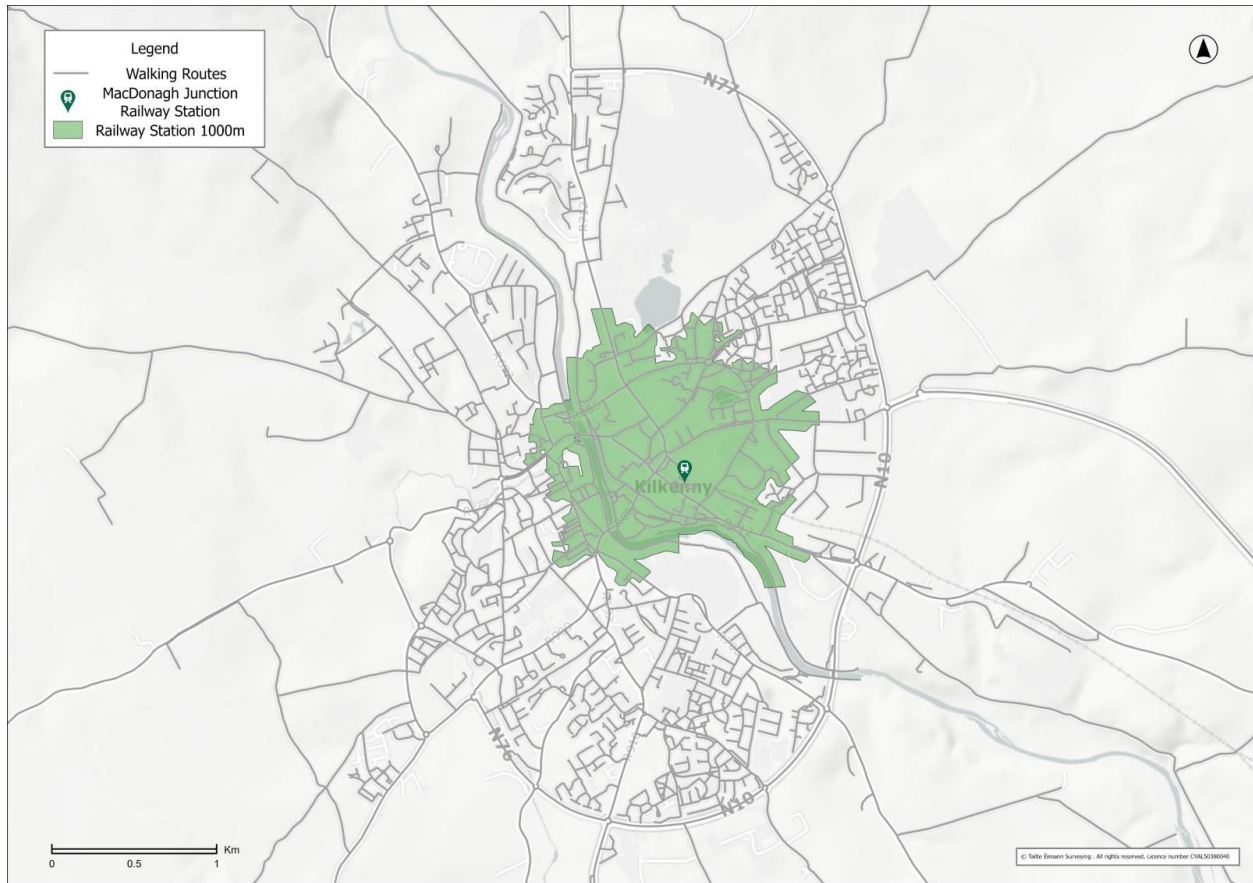 Legend
Walking Routes
MacDonagh Junction
Railway Station
Railway Station 1000m
N77
R712
N10
Kilkenny
N76
N10
0 0.5 1 Km
© Tailte Éireann Surveying . All rights reserved. Licence number CYAL50380040